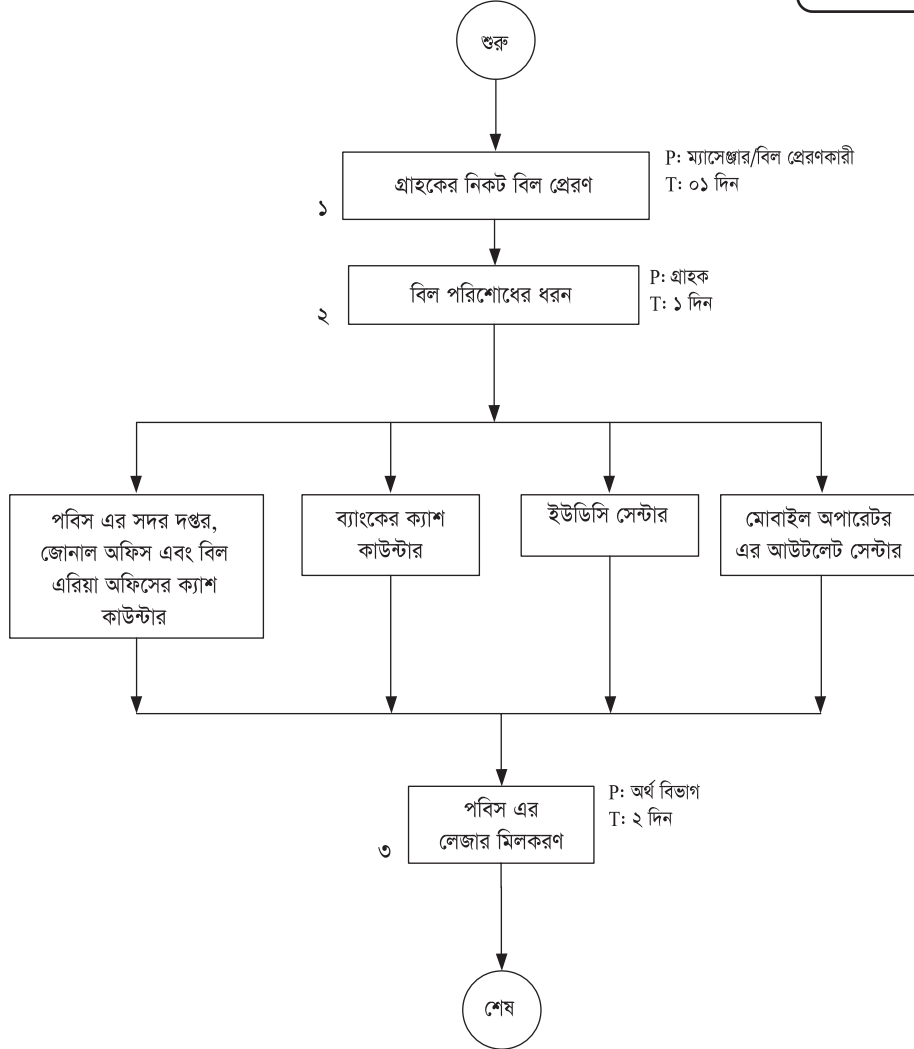 শুরু
গ্রাহকের নিকট বিল প্রেরণ
P: ম্যাসেঞ্জার/বিল প্রেরণকারী
T: ০১ দিন
১
বিল পরিশোধের ধরন
P: গ্রাহক
T: ১ দিন
২
পবিস এর সদর দপ্তর,
জোনাল অফিস এবং বিল
এরিয়া অফিসের ক্যাশ
কাউন্টার
ব্যাংকের ক্যাশ
কাউন্টার
ইউডিসি সেন্টার
মোবাইল অপারেটর
এর আউটলেট সেন্টার
পবিস এর
লেজার মিলকরণ
P: অর্থ বিভাগ
T: ২ দিন
৩
শেষ